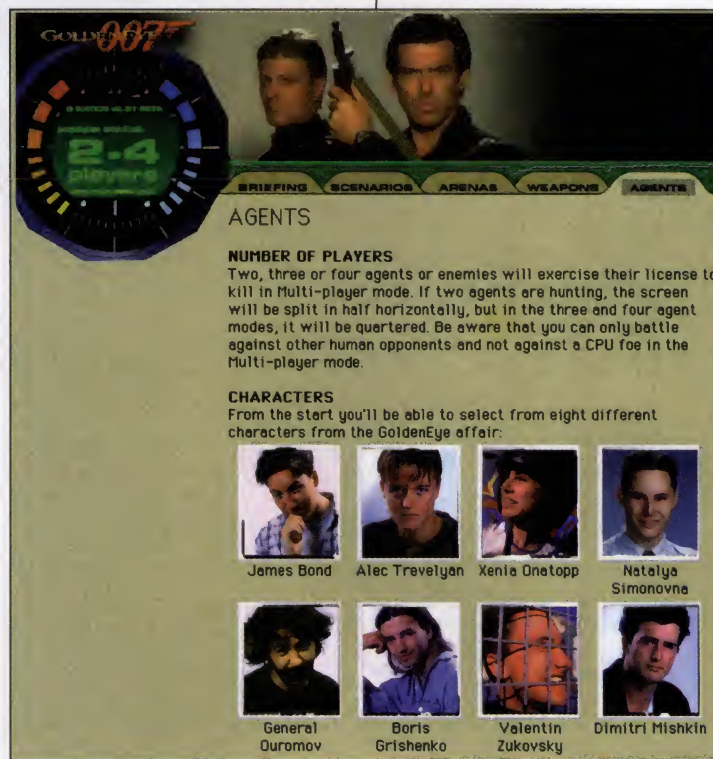 GOLDENEYE 007
2-4
players
BRIEFING SCENARIOS ARENAS WEAPONS AGENTS
AGENTS
NUMBER OF PLAYERS
Two, three or four agents or enemies will exercise their license to
kill in Multi-player mode. If two agents are hunting, the screen
will be split in half horizontally, but in the three and four agent
modes, it will be quartered. Be aware that you can only battle
against other human opponents and not against a CPU foe in the
Multi-player mode.
CHARACTERS
From the start you'll be able to select from eight different
characters from the GoldenEye affair:
James Bond Alec Trevelyan Xenia Onatopp Natalya
Simonovna
General
Ouromov Boris
Grishenko Valentin
Zukovsky Dimitri Mishkin